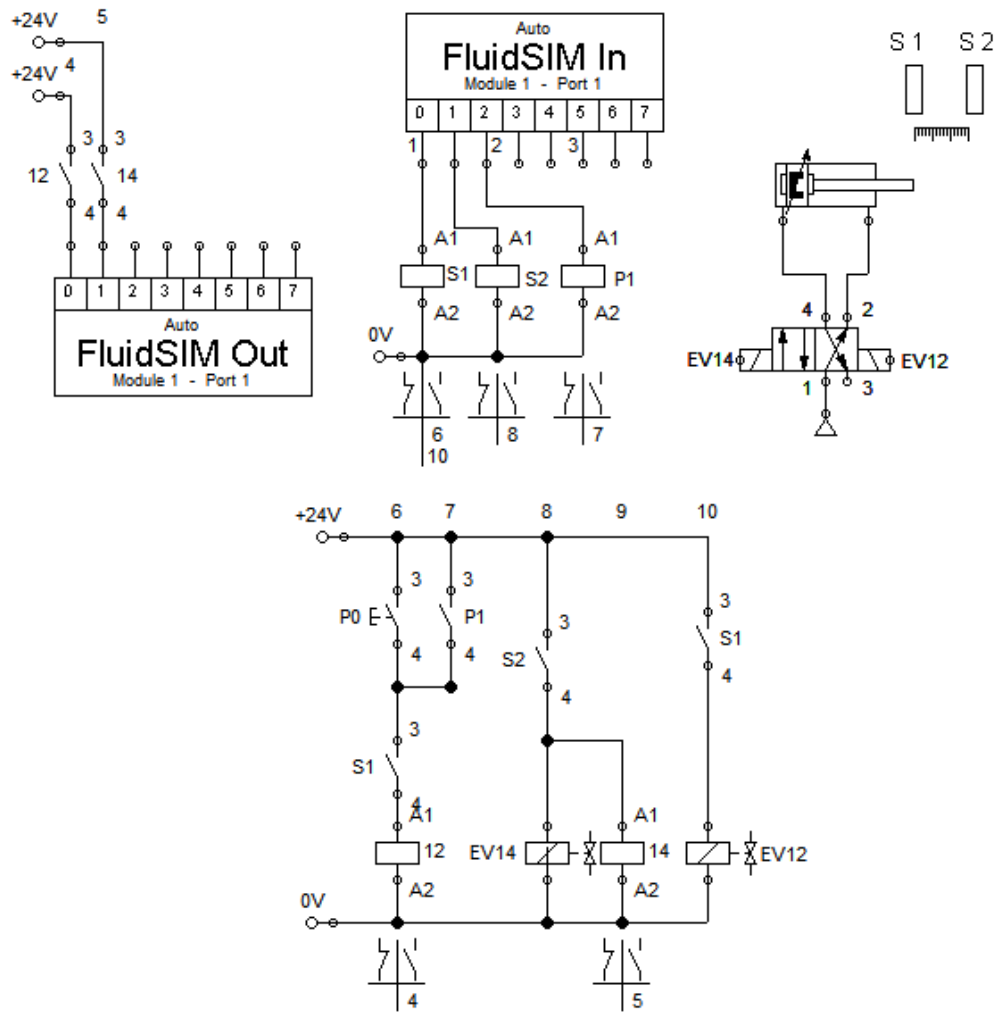 +24V 5
+24V 4
3 3
12 14
4 4
0 1 2 3 4 5 6 7
Auto
FluidSIM Out
Module 1 - Port 1
Auto
FluidSIM In
Module 1 - Port 1
0 1 2 3 4 5 6 7
1 2 3
A1 A1 A1
S1 S2 P1
A2 A2 A2
0V
6 8 7
10
S 1 S 2
4 2
EV14 EV12
1 3
+24V 6 7 8 9 10
3 3 3 3
P0 P1 S2 S1
4 4 4 4
3
S1
4
A1 A1
12 EV14 14 EV12
A2 A2
0V
4 5